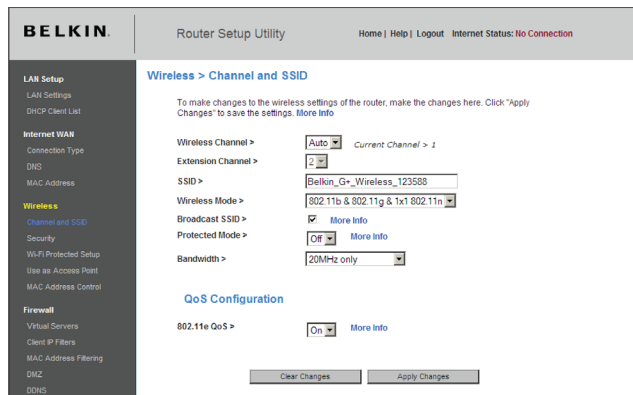 BELKIN.
Router Setup Utility
Home | Help | Logout Internet Status: No Connection
LAN Setup
LAN Settings
DHCP Client List
Internet WAN
Connection Type
DNS
MAC Address
Wireless
Channel and SSID
Security
Wi-Fi Protected Setup
Use as Access Point
MAC Address Control
Firewall
Virtual Servers
Client IP Filters
MAC Address Filtering
DMZ
DDNS
Wireless > Channel and SSID
To make changes to the wireless settings of the router, make the changes here. Click "Apply
Changes" to save the settings. More Info
Wireless Channel > Auto Current Channel > 1
Extension Channel > 2
SSID > Belkin_G+_Wireless_123588
Wireless Mode > 802.11b & 802.11g & 1x1 802.11n
Broadcast SSID > More Info
Protected Mode > Off More Info
Bandwidth > 20MHz only
QoS Configuration
802.11e QoS > On More Info
Clear Changes Apply Changes